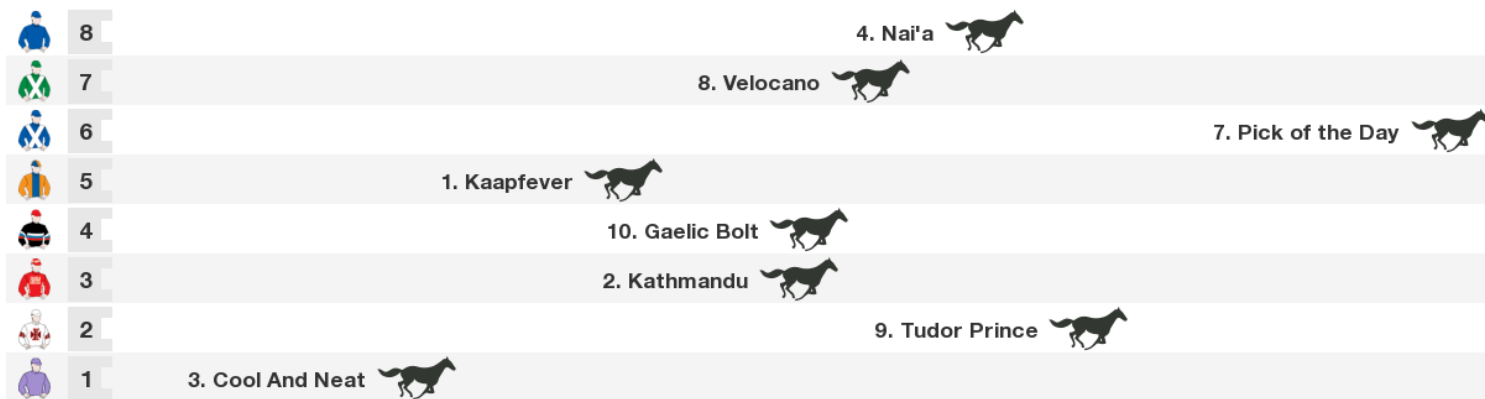 8 4. Nai'a
7 8. Velocano
6 7. Pick of the Day
5 1. Kaapfever
4 10. Gaelic Bolt
3 2. Kathmandu
2 9. Tudor Prince
1 3. Cool And Neat